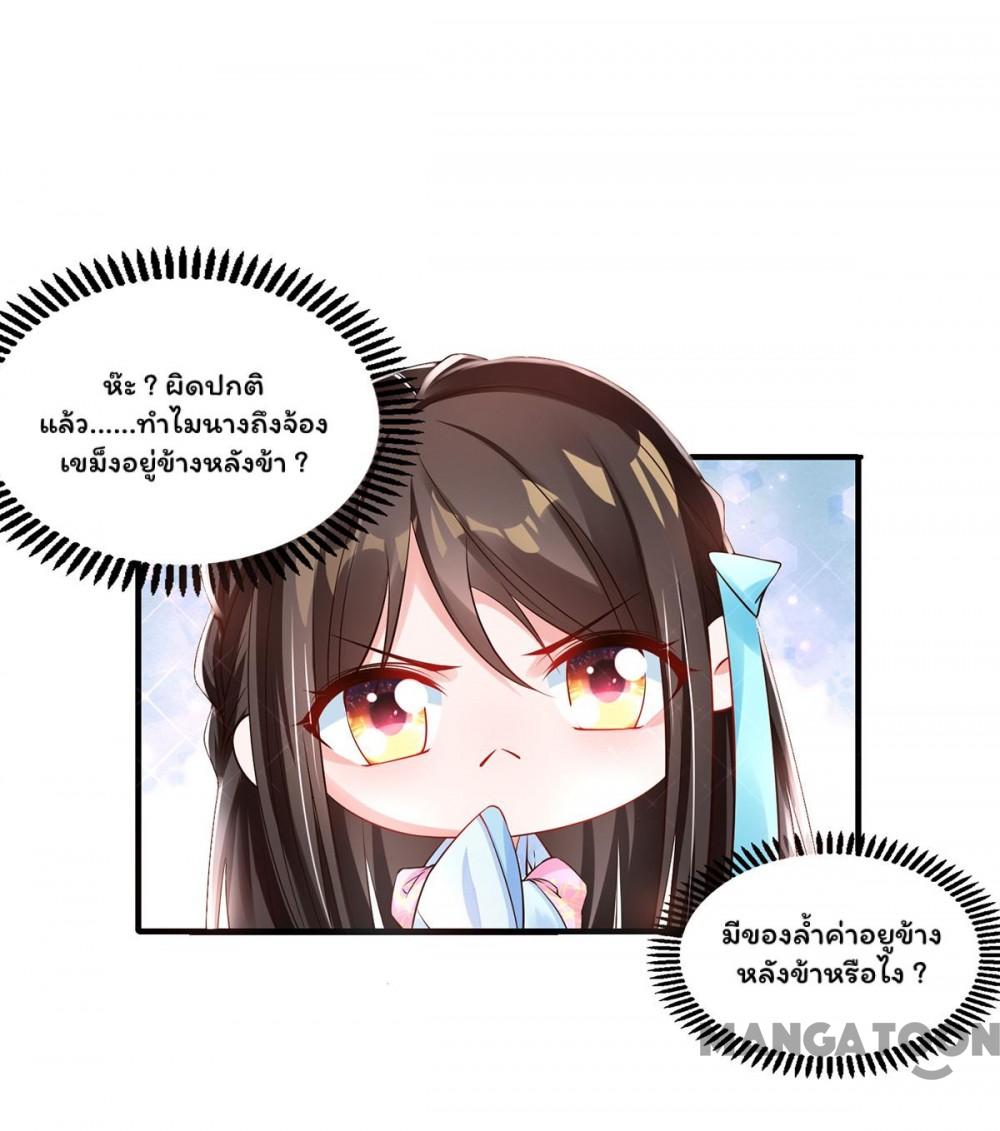 ห๊ะ ? ผิดปกติ
แล้ว......ทำไมนางถึงจ้อง
เขม็งอยู่ข้างหลังข้า ?
มีของล้ำค่าอยู่ข้าง
หลังข้าหรือไง ?
MANGATOON